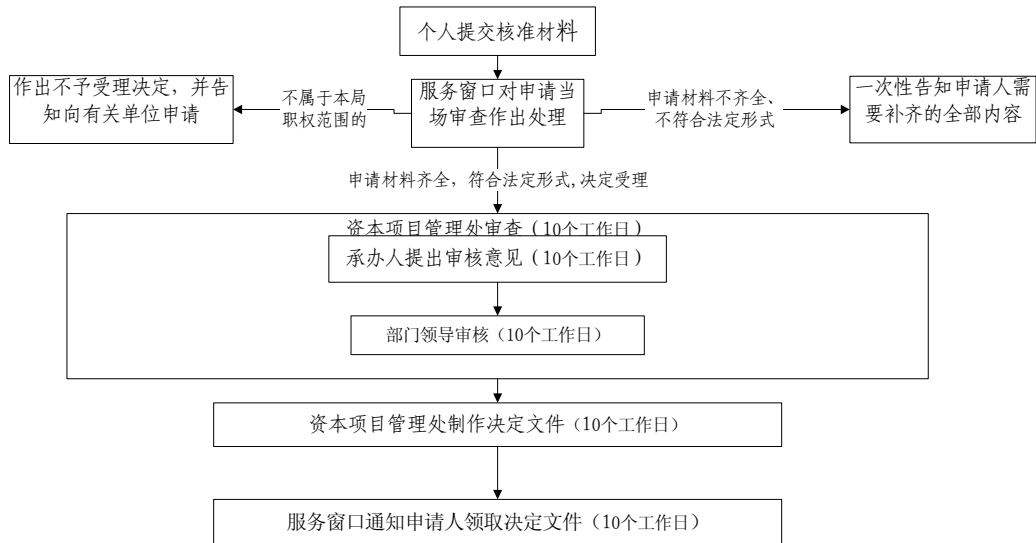 个人提交核准材料
作出不予受理决定，并告
知向有关单位申请
不属于本局
职权范围的
服务窗口对申请当
场审查作出处理
申请材料不齐全、
不符合法定形式
一次性告知申请人需
要补齐的全部内容
申请材料齐全，符合法定形式,决定受理
资本项目管理处审查（10个工作日）
承办人提出审核意见（10个工作日）
部门领导审核（10个工作日）
资本项目管理处制作决定文件（10个工作日）
服务窗口通知申请人领取决定文件（10个工作日）